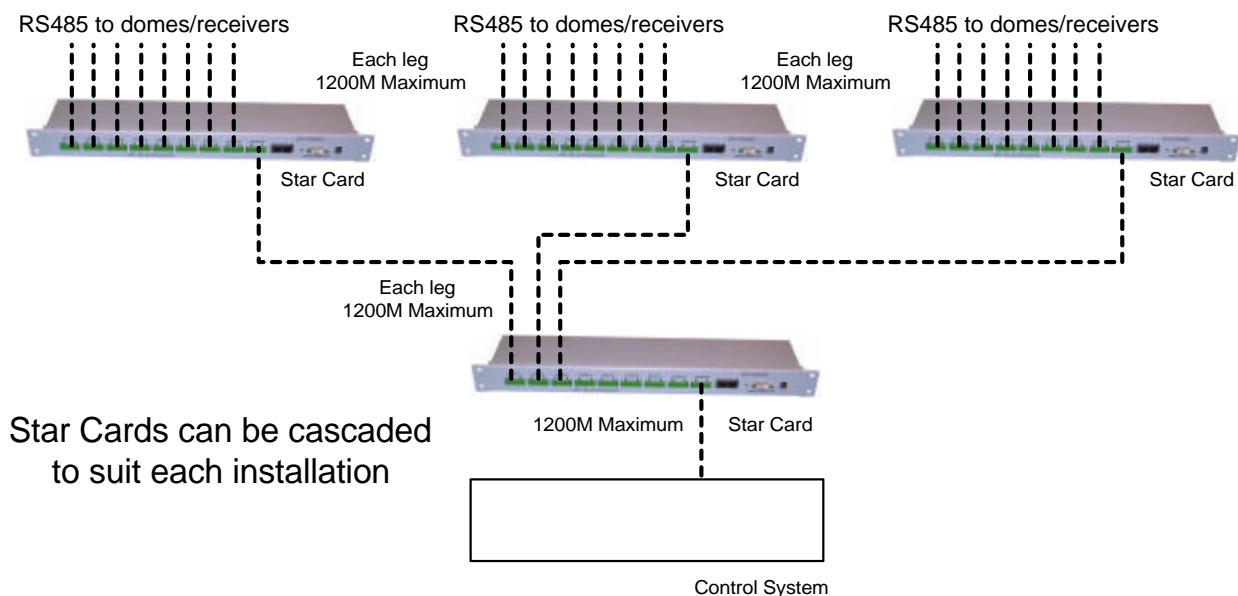 RS485 to domes/receivers
RS485 to domes/receivers
RS485 to domes/receivers
Each leg
1200M Maximum
Each leg
1200M Maximum
Star Card
Star Card
Star Card
Each leg
1200M Maximum
1200M Maximum
Star Card
Star Cards can be cascaded
to suit each installation
Control System